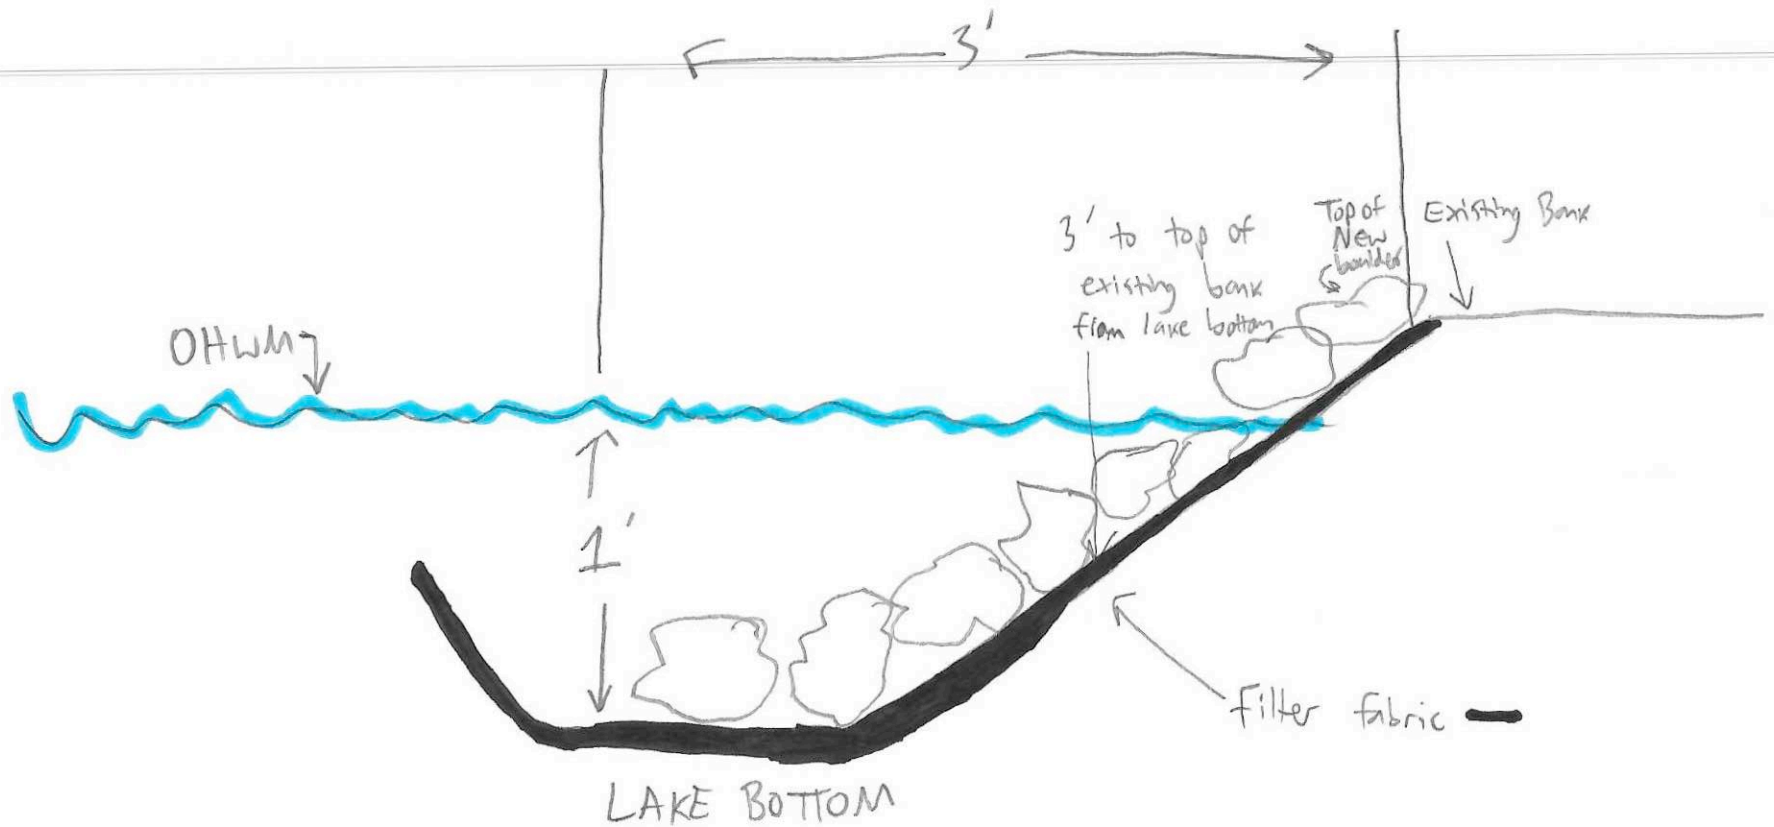 3'
3' to top of
existing bank
from lake bottom
Top of
New
boulder
Existing Bank
OHWM
1'
Filter fabric
LAKE BOTTOM